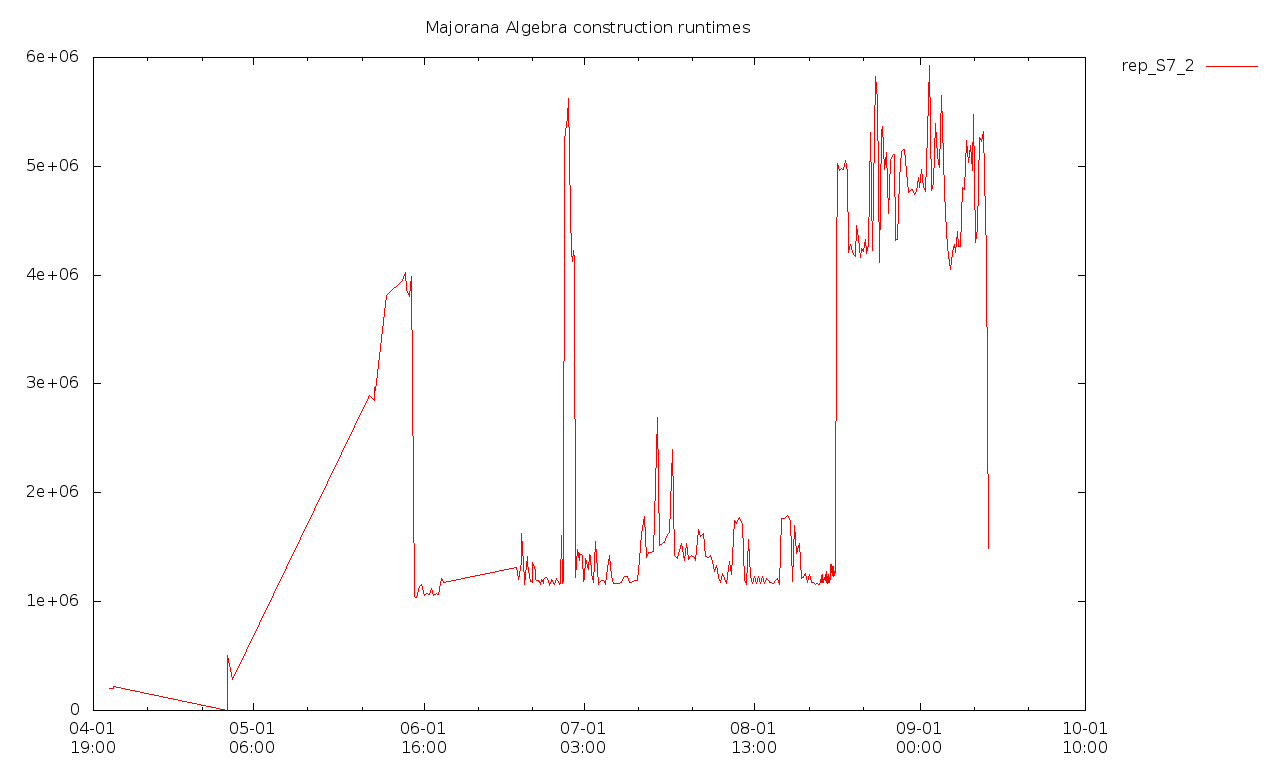 Majorana Algebra construction runtimes
rep_S7_2
6e+06
5e+06
4e+06
3e+06
2e+06
1e+06
0
04-01 05-01 06-01 07-01 08-01 09-01 10-01
19:00 06:00 16:00 03:00 13:00 00:00 10:00